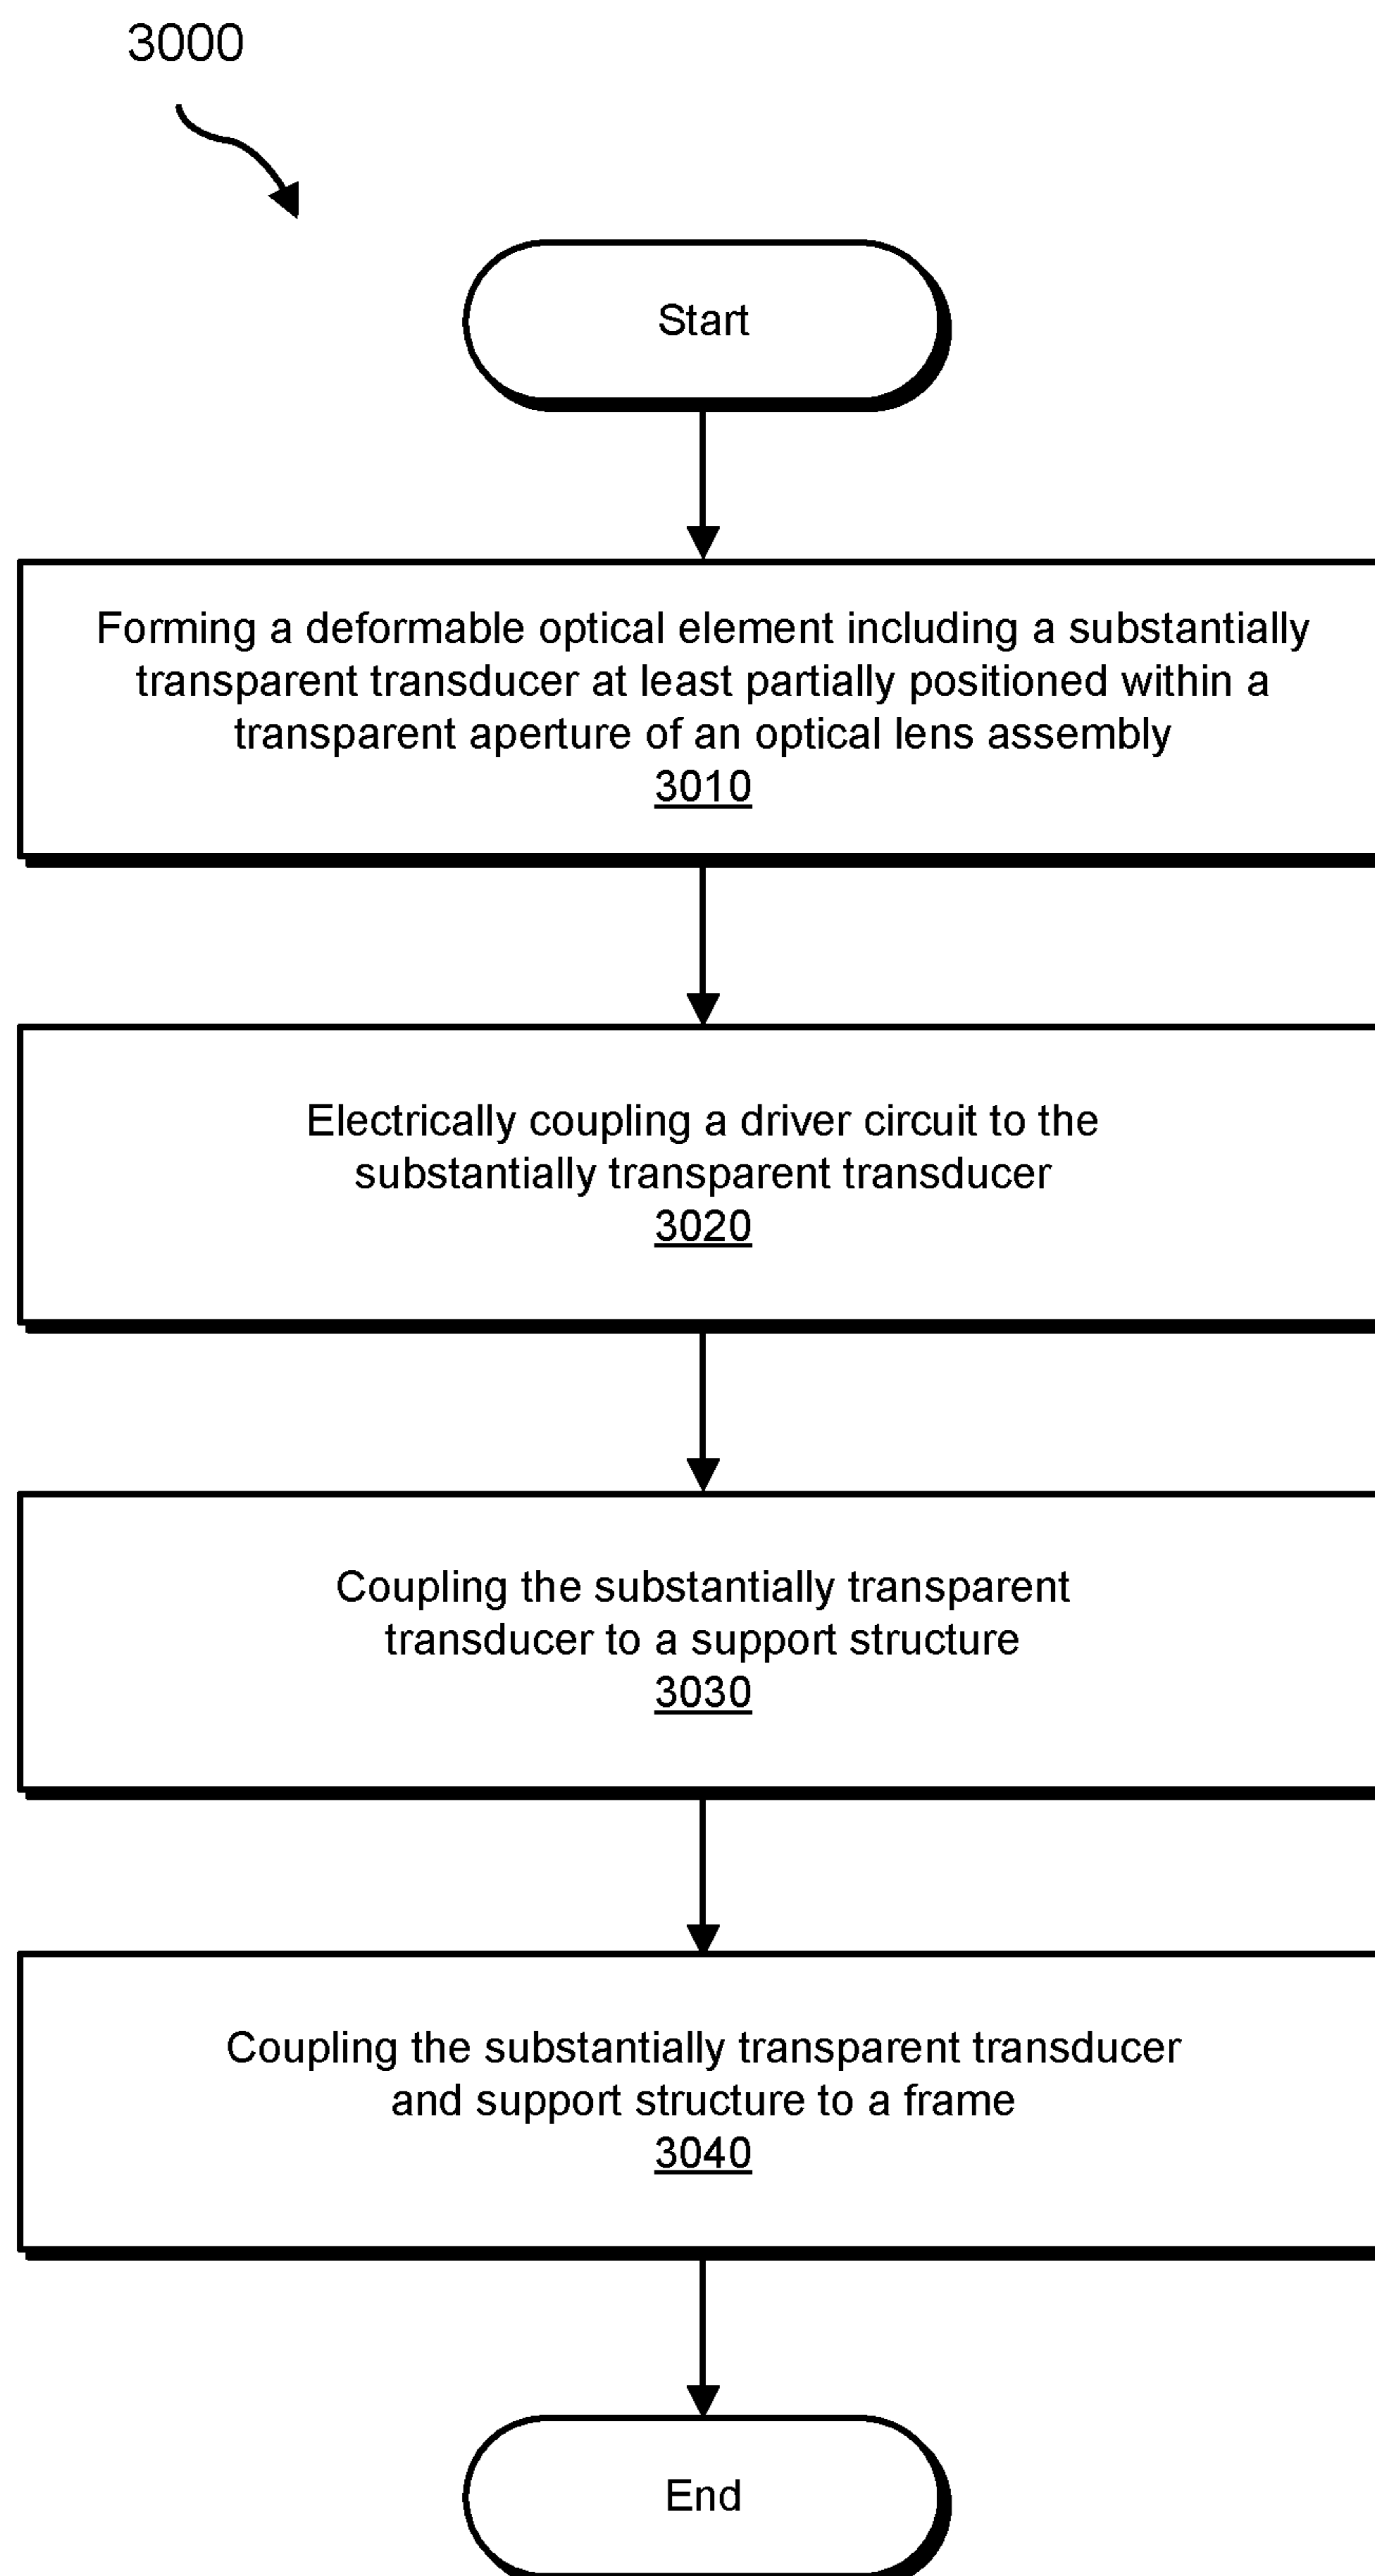 3000
Start
Forming a deformable optical element including a substantially
transparent transducer at least partially positioned within a
transparent aperture of an optical lens assembly
3010
Electrically coupling a driver circuit to the
substantially transparent transducer
3020
Coupling the substantially transparent
transducer to a support structure
3030
Coupling the substantially transparent transducer
and support structure to a frame
3040
End